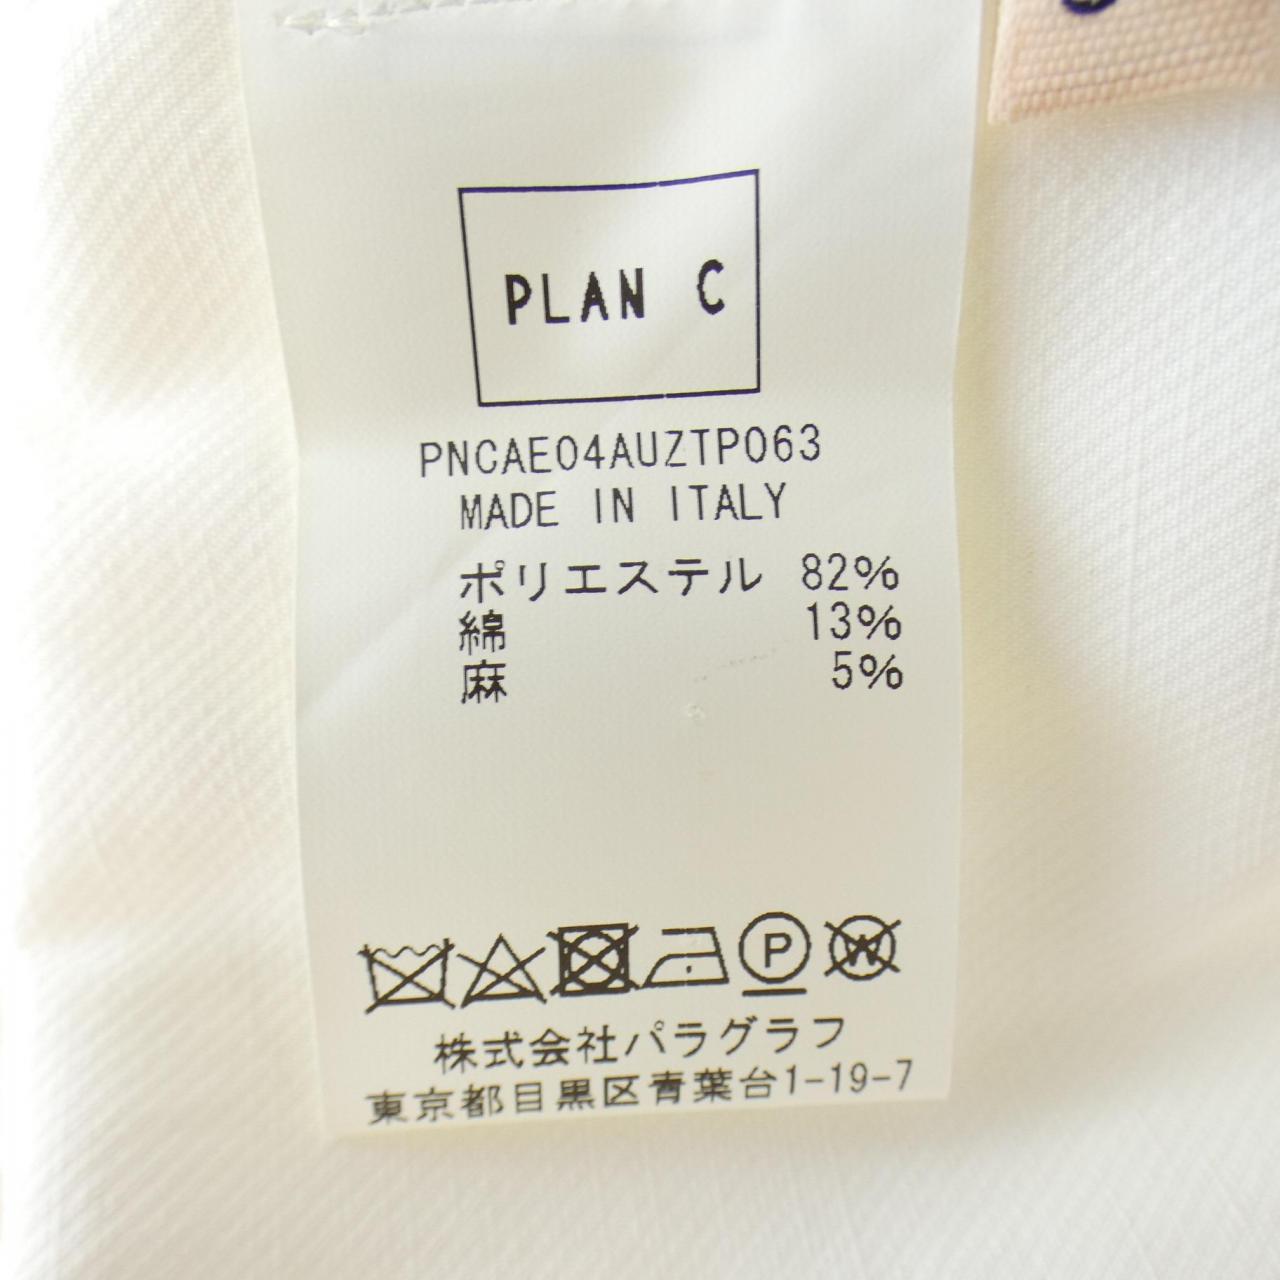 PLAN C
PNCAE04AUZTP063
MADE IN ITALY
ポリエステル 82%
綿 13%
麻 5%
P W
株式会社パラグラフ
東京都目黒区青葉台1-19-7